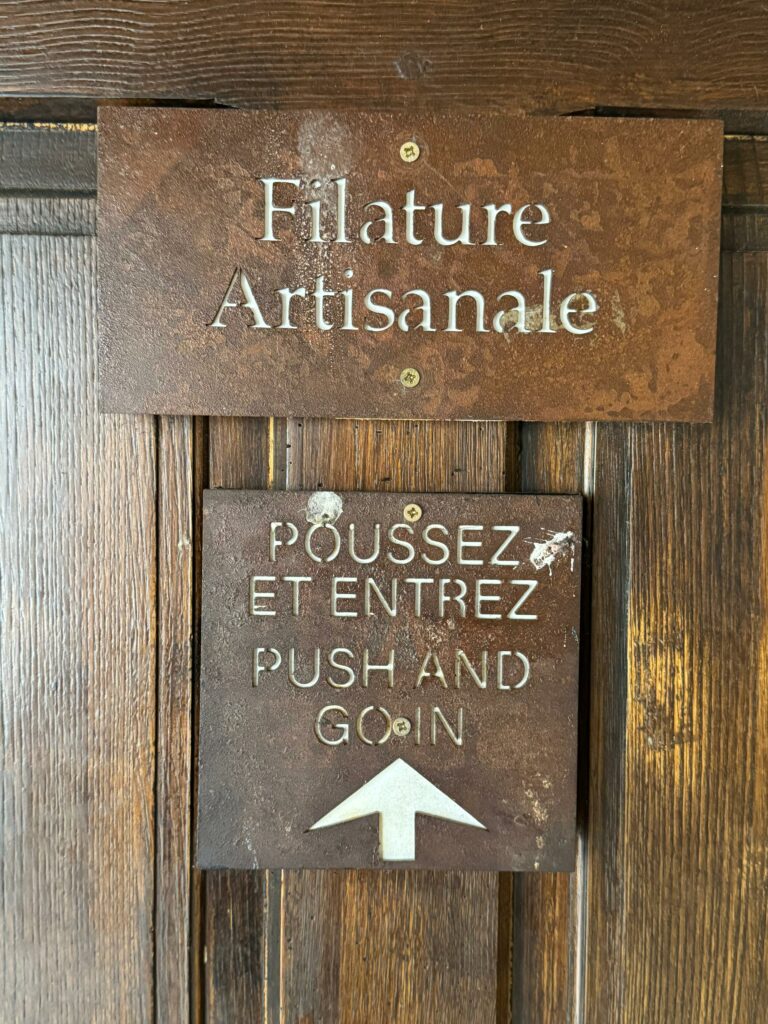 Filature
Artisanale
POUSSEZ
ET ENTREZ
PUSH AND
GO IN